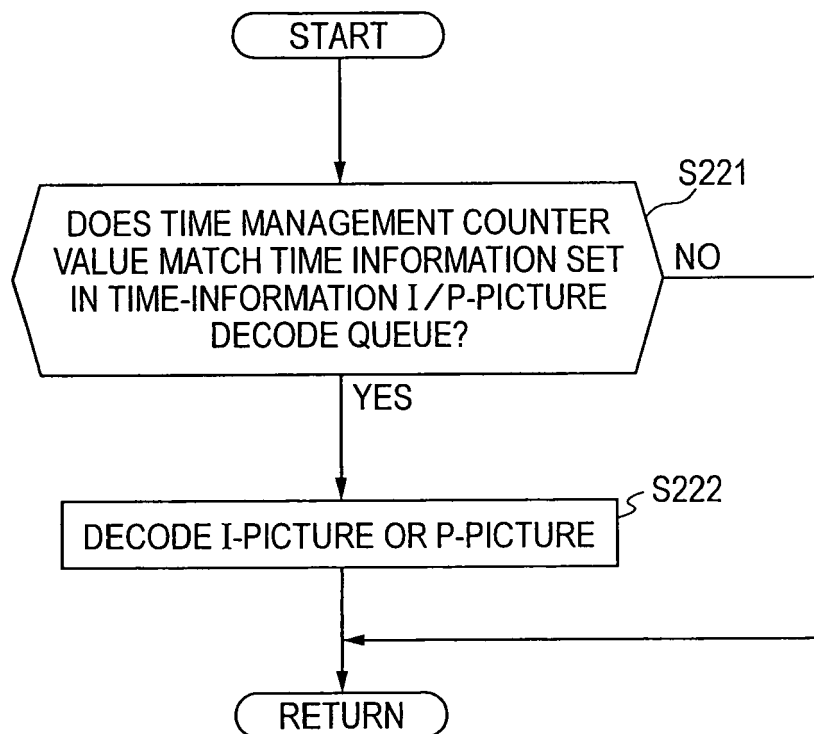 START
S221
DOES TIME MANAGEMENT COUNTER
VALUE MATCH TIME INFORMATION SET
IN TIME-INFORMATION I/P-PICTURE
DECODE QUEUE?
NO
YES
S222
DECODE I-PICTURE OR P-PICTURE
RETURN